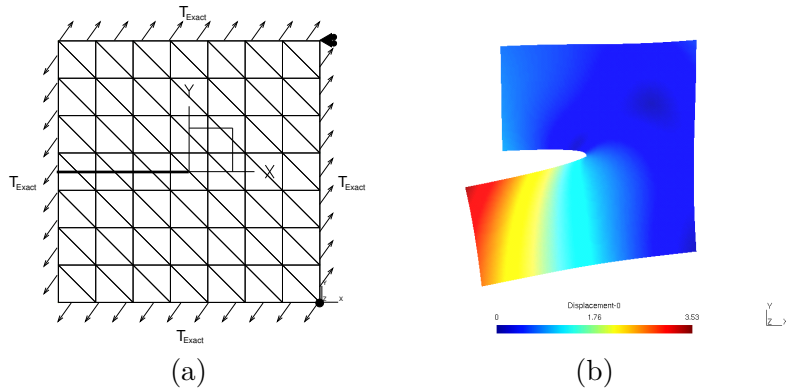 T_Exact
Y
X
T_Exact
T_Exact
Y
Z X
T_Exact
Displacement-0
0 1.76 3.53
Y
Z X
(a) (b)